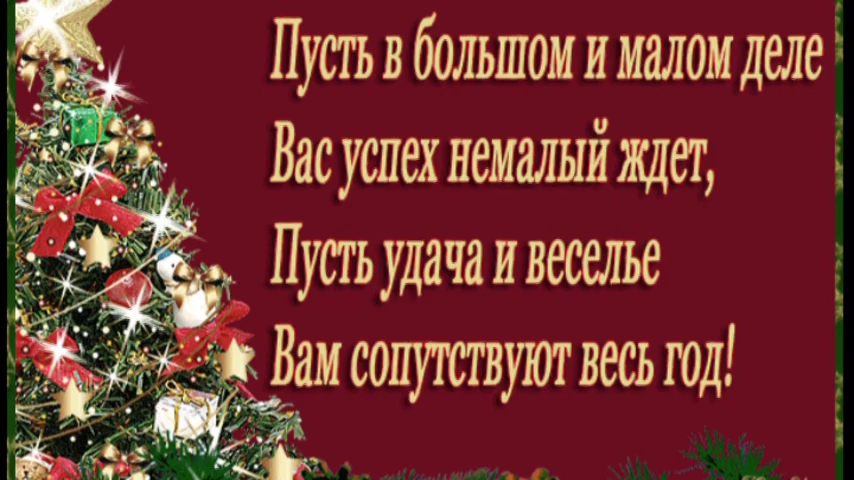 Пусть в большом и малом деле
Вас успех немалый ждет,
Пусть удача и веселье
Вам сопутствуют весь год!